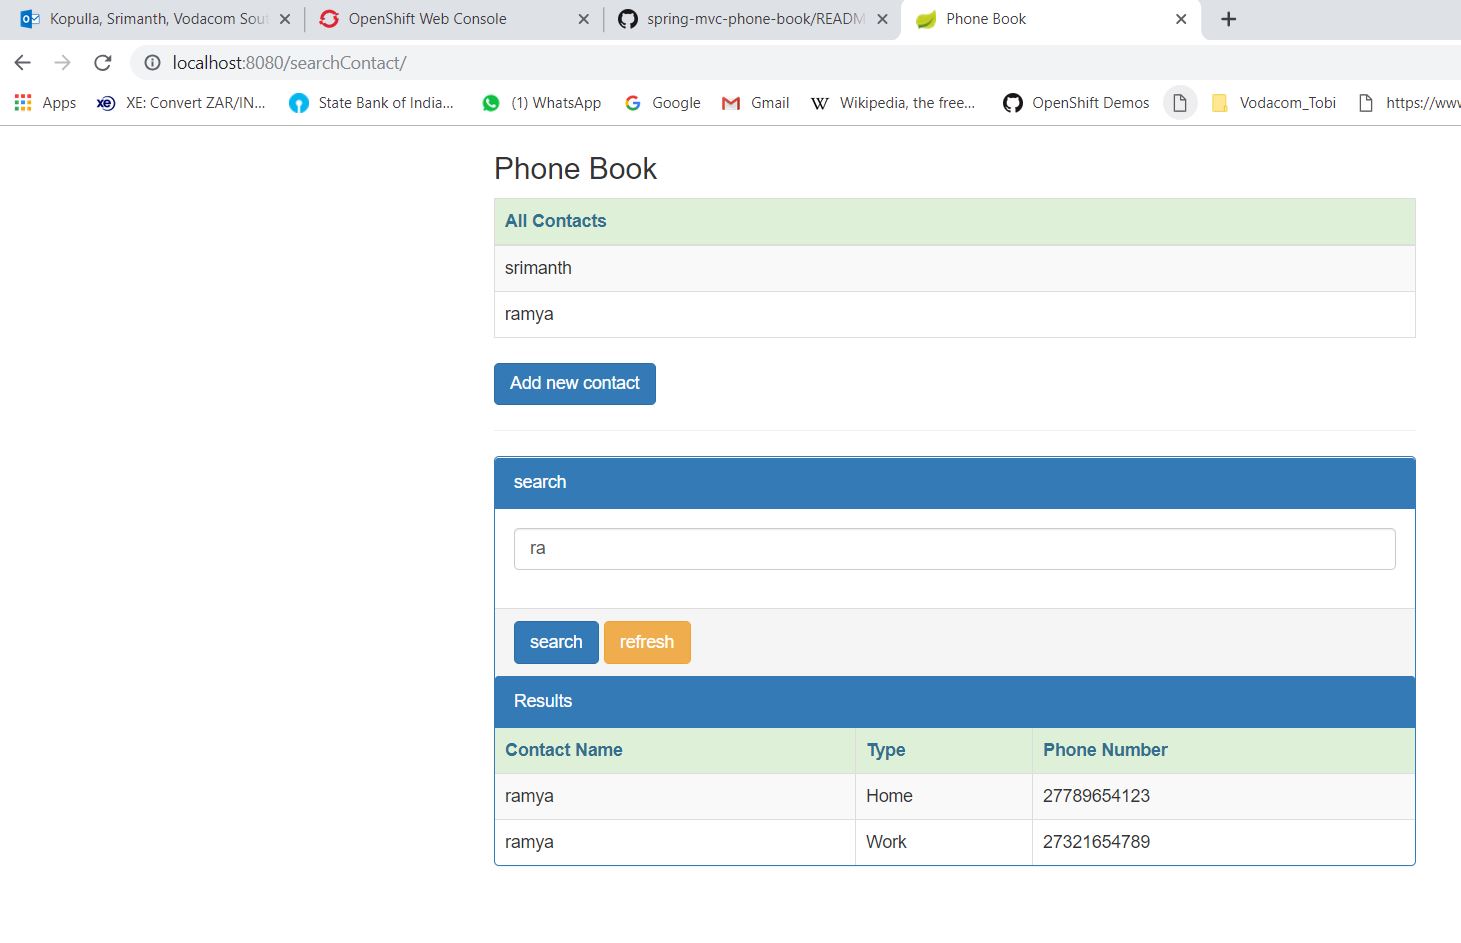 Kopulla, Srimanth, Vodacom Sout
OpenShift Web Console
spring-mvc-phone-book/READM
Phone Book
localhost:8080/searchContact/
Apps
XE: Convert ZAR/IN...
State Bank of India...
(1) WhatsApp
Google
Gmail
Wikipedia, the free...
OpenShift Demos
Vodacom_Tobi
https://www
Phone Book
All Contacts
srimanth
ramya
Add new contact
search
ra
search refresh
Results
Contact Name Type Phone Number
ramya Home 27789654123
ramya Work 27321654789